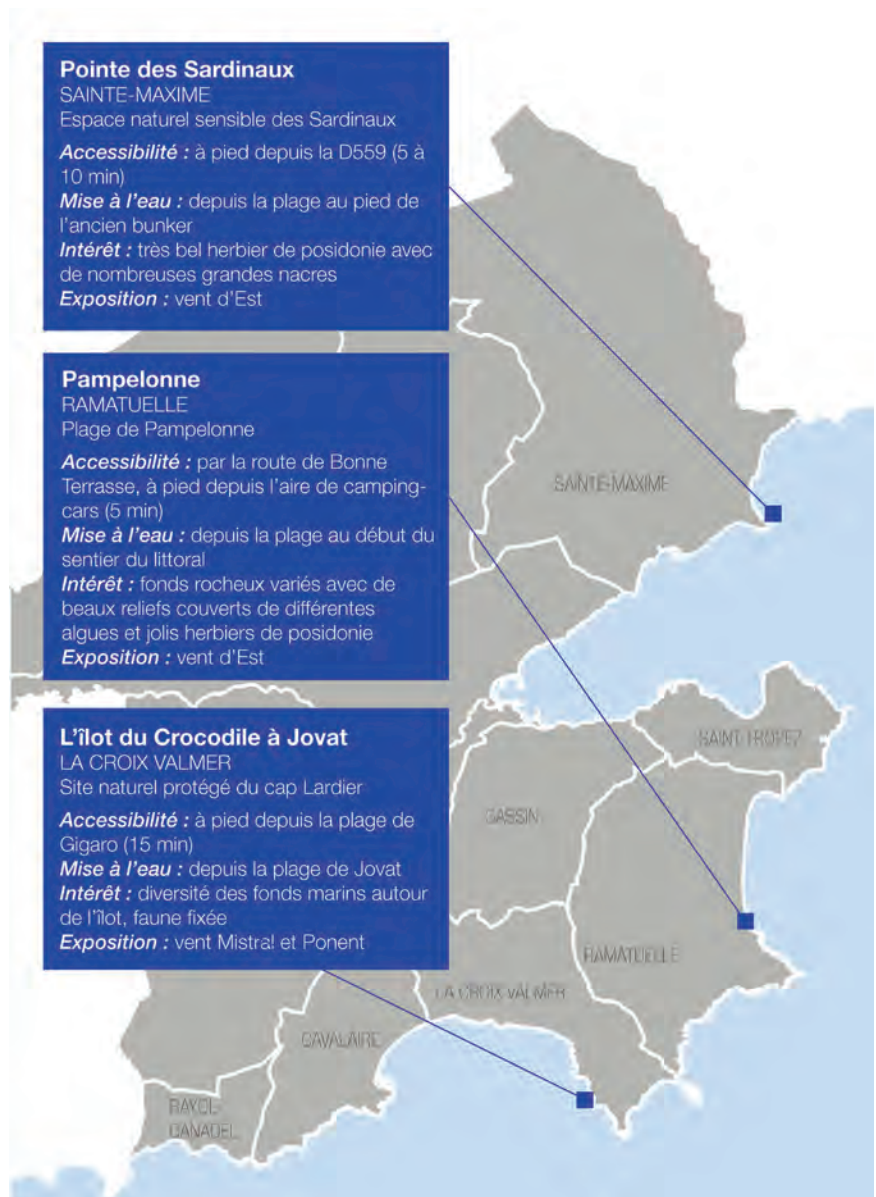 Pointe des Sardinaux
SAINTE-MAXIME
Espace naturel sensible des Sardinaux
Accessibilité : à pied depuis la D559 (5 à
10 min)
Mise à l’eau : depuis la plage au pied de
l’ancien bunker
Intérêt : très bel herbier de posidonie avec
de nombreuses grandes nacres
Exposition : vent d’Est
Pampelonne
RAMATUELLE
Plage de Pampelonne
Accessibilité : par la route de Bonne
Terrasse, à pied depuis l’aire de camping-
cars (5 min)
Mise à l’eau : depuis la plage au début du
sentier du littoral
Intérêt : fonds rocheux variés avec de
beaux reliefs couverts de différentes
algues et jolis herbiers de posidonie
Exposition : vent d’Est
L’îlot du Crocodile à Jovat
LA CROIX VALMER
Site naturel protégé du cap Lardier
Accessibilité : à pied depuis la plage de
Gigaro (15 min)
Mise à l’eau : depuis la plage de Jovat
Intérêt : diversité des fonds marins autour
de l’îlot, faune fixée
Exposition : vent Mistral et Ponent
SAINTE-MAXIME
SAINT-TROPEZ
GASSIN
RAMATUELLE
LA CROIX VALMER
CAVALAIRE
RAYOL-
CANADEL